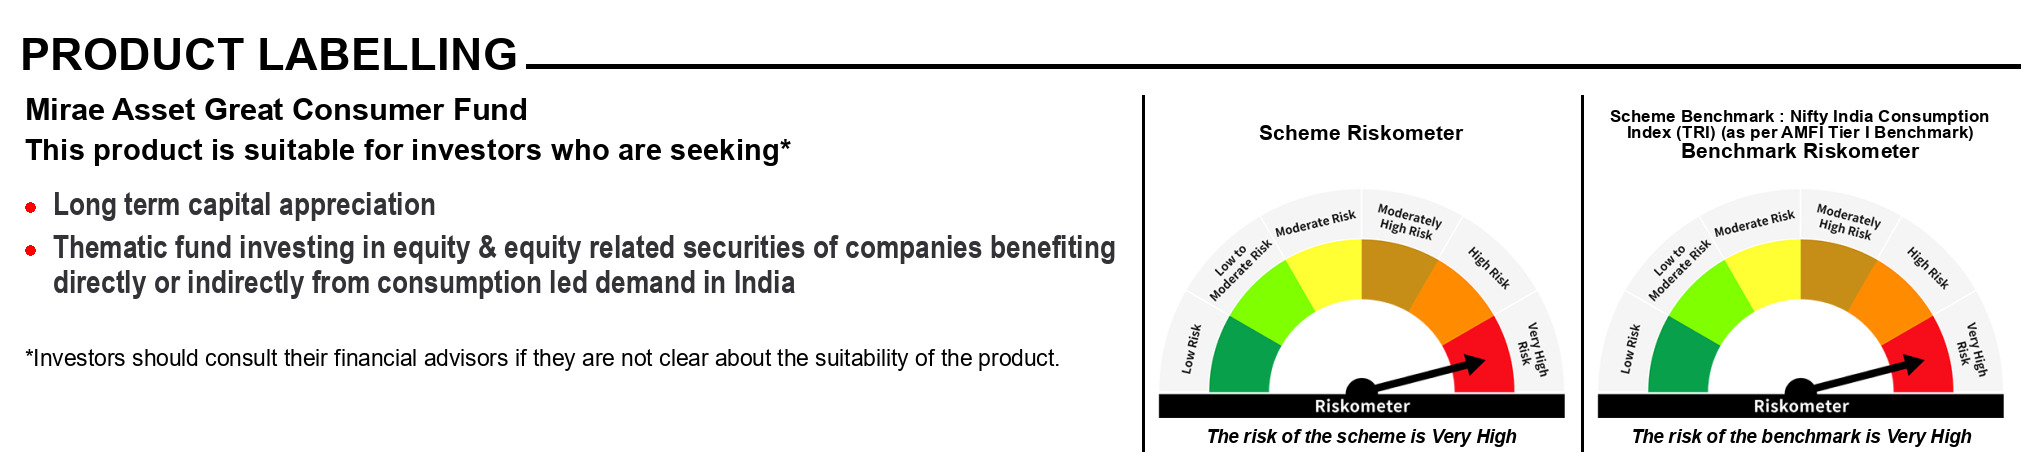 PRODUCT LABELLING
Mirae Asset Great Consumer Fund
This product is suitable for investors who are seeking*
• Long term capital appreciation
• Thematic fund investing in equity & equity related securities of companies benefiting
directly or indirectly from consumption led demand in India
*Investors should consult their financial advisors if they are not clear about the suitability of the product.
Scheme Riskometer
Low Risk
Low to
Moderate Risk
Moderate Risk
Moderately
High Risk
High Risk
Very High
Risk
Riskometer
The risk of the scheme is Very High
Scheme Benchmark : Nifty India Consumption
Index (TRI) (as per AMFI Tier I Benchmark)
Benchmark Riskometer
Low Risk
Low to
Moderate Risk
Moderate Risk
Moderately
High Risk
High Risk
Very High
Risk
Riskometer
The risk of the benchmark is Very High